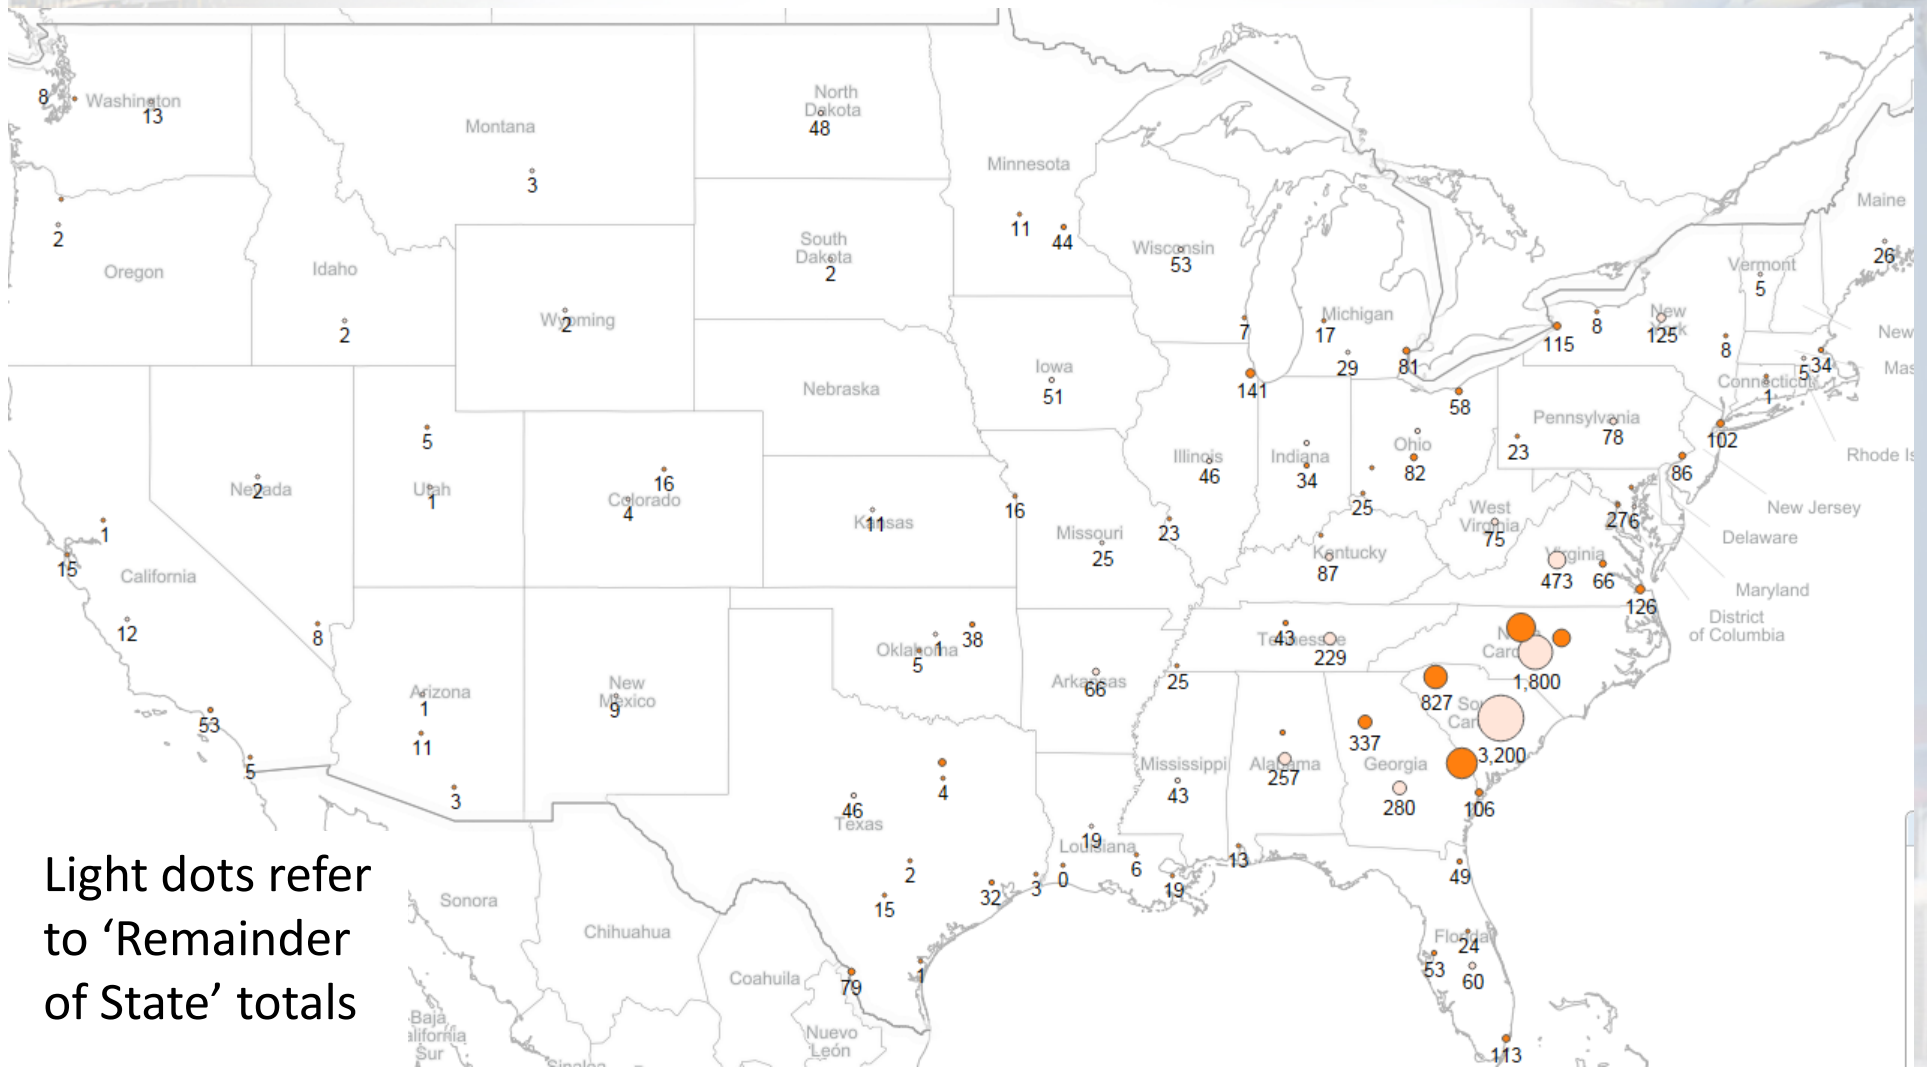 North
Dakota
48
8
Washington
13
Montana
3
Minnesota
11
44
Wisconsin
53
Maine
26
2
Oregon
Idaho
2
South
Dakota
2
Wyoming
2
Vermont
5
Michigan
17
29
81
7
141
115
8
New
York
125
8
New
5
34
Mas
Connecticut
1
Iowa
51
Nebraska
58
Pennsylvania
78
23
102
86
Rhode Is
5
Nevada
2
Utah
1
16
Colorado
4
11
Kansas
16
Illinois
46
Indiana
34
Ohio
82
25
23
Missouri
25
West
Virginia
75
276
New Jersey
Delaware
Maryland
District
of Columbia
1
15
California
12
8
Kentucky
87
Virginia
473
66
126
Oklahoma
1
38
5
Arkansas
66
43
Tennessee
229
25
1,800
827
3,200
53
5
Arizona
1
11
3
New
Mexico
9
337
Mississippi
43
Alabama
257
Georgia
280
106
4
46
Texas
19
Louisiana
6
19
13
49
2
15
32
3
0
Florida
24
53
60
113
79
1
Light dots refer
to ‘Remainder
of State’ totals
Sonora
Chihuahua
Coahuila
Nuevo
León
Baja
alifornia
Sur